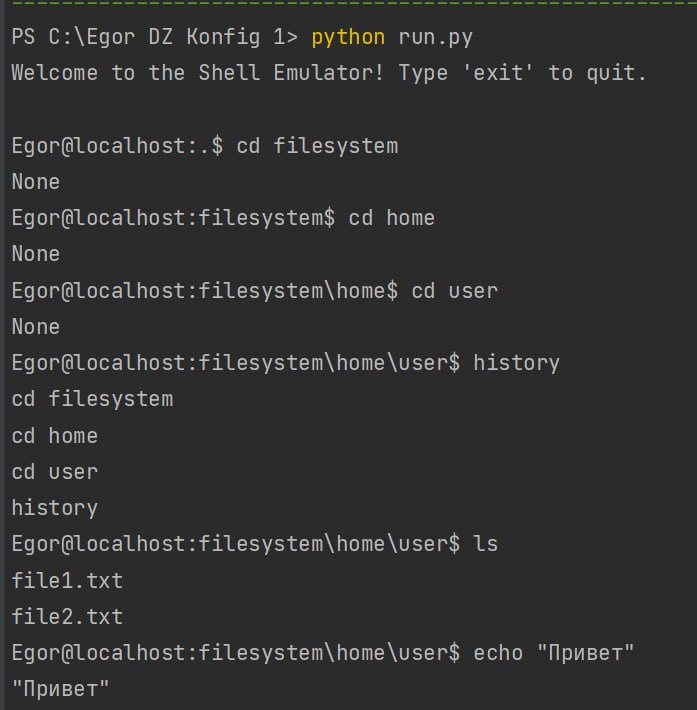 PS C:\Egor DZ Konfig 1> python run.py
Welcome to the Shell Emulator! Type 'exit' to quit.
Egor@localhost:.$ cd filesystem
None
Egor@localhost:filesystem$ cd home
None
Egor@localhost:filesystem\home$ cd user
None
Egor@localhost:filesystem\home\user$ history
cd filesystem
cd home
cd user
history
Egor@localhost:filesystem\home\user$ ls
file1.txt
file2.txt
Egor@localhost:filesystem\home\user$ echo "Привет"
"Привет"